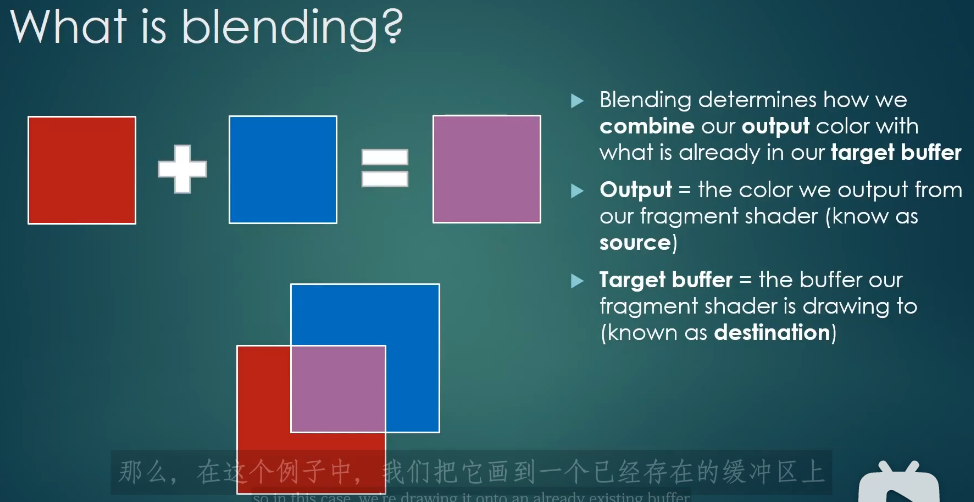 What is blending?
Blending determines how we
combine our output color with
what is already in our target buffer
Output = the color we output from
our fragment shader (know as
source)
Target buffer = the buffer our
fragment shader is drawing to
(known as destination)
那么，在这个例子中，我们把它画到一个已经存在的缓冲区上
so in this case, we're drawing it onto an already existing buffer